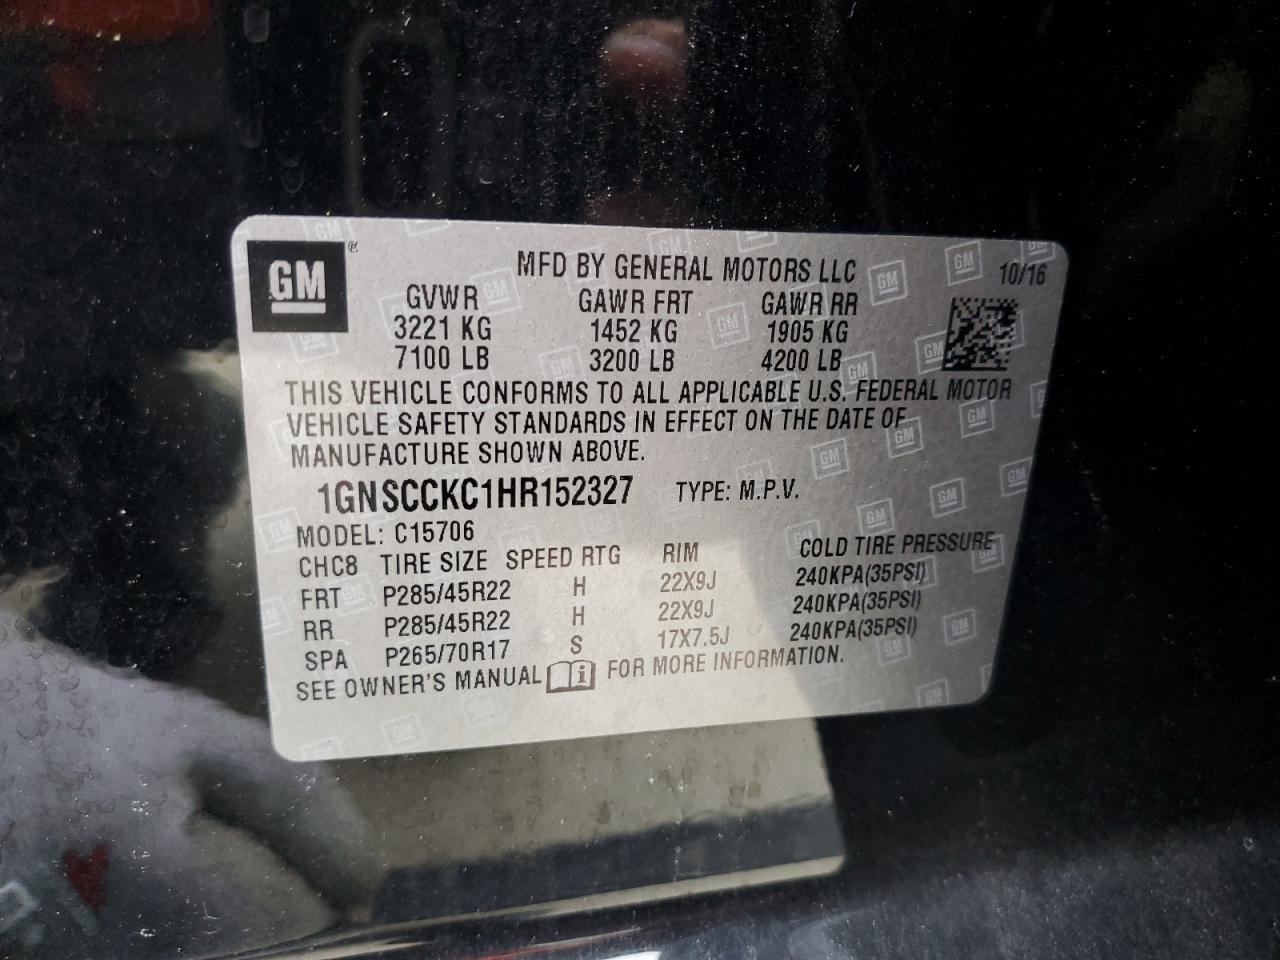 GM ®
MFD BY GENERAL MOTORS LLC 10/16
GVWR GAWR FRT GAWR RR
3221 KG 1452 KG 1905 KG
7100 LB 3200 LB 4200 LB
THIS VEHICLE CONFORMS TO ALL APPLICABLE U.S. FEDERAL MOTOR
VEHICLE SAFETY STANDARDS IN EFFECT ON THE DATE OF
MANUFACTURE SHOWN ABOVE.
1GNSCCKC1HR152327 TYPE: M.P.V.
MODEL: C15706
CHC8 TIRE SIZE SPEED RTG RIM COLD TIRE PRESSURE
FRT P285/45R22 H 22X9J 240KPA(35PSI)
RR P285/45R22 H 22X9J 240KPA(35PSI)
SPA P265/70R17 S 17X7.5J 240KPA(35PSI)
SEE OWNER'S MANUAL i FOR MORE INFORMATION.